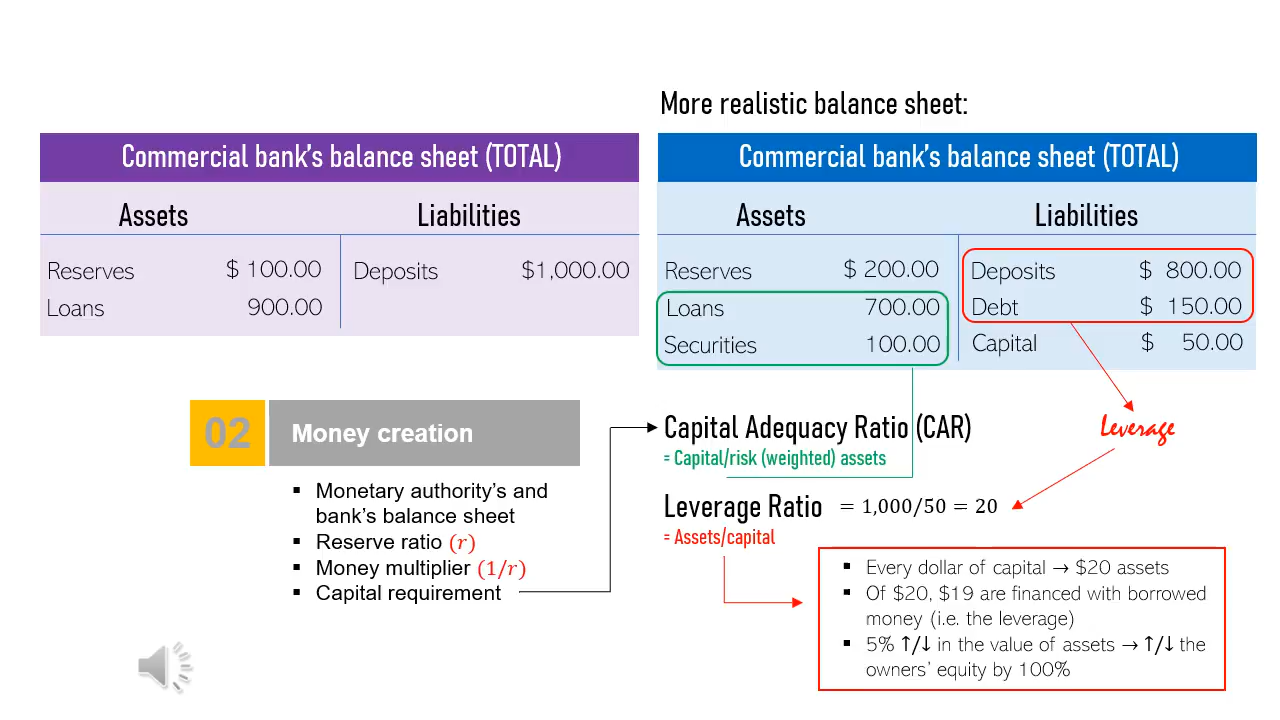 More realistic balance sheet:
Commercial bank's balance sheet (TOTAL)
Assets Liabilities
Reserves $ 100.00 Deposits $1,000.00
Loans 900.00
Commercial bank's balance sheet (TOTAL)
Assets Liabilities
Reserves $ 200.00 Deposits $ 800.00
Loans 700.00 Debt $ 150.00
Securities 100.00 Capital $ 50.00
02 Money creation
▪ Monetary authority's and
bank's balance sheet
▪ Reserve ratio (r)
▪ Money multiplier (1/r)
▪ Capital requirement
Capital Adequacy Ratio (CAR)
= Capital/risk (weighted) assets
Leverage
Leverage Ratio = 1,000/50 = 20
= Assets/capital
▪ Every dollar of capital → $20 assets
▪ Of $20, $19 are financed with borrowed
money (i.e. the leverage)
▪ 5% ↑/↓ in the value of assets → ↑/↓ the
owners' equity by 100%